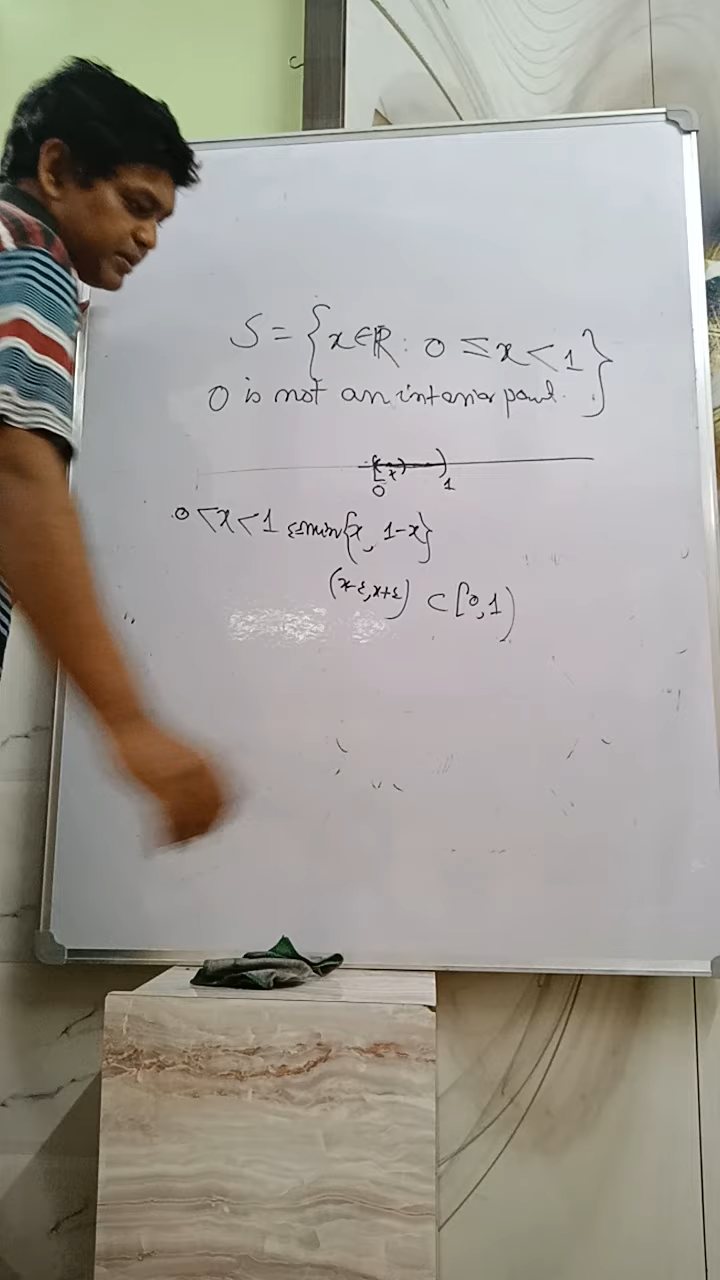 S = {x∈ℝ: 0 ≤ x < 1}
0 is not an interior point.
[ ( x ) )
0 1
0 < x < 1 ε=min{x, 1-x}
(x-ε, x+ε) ⊂ [0,1)